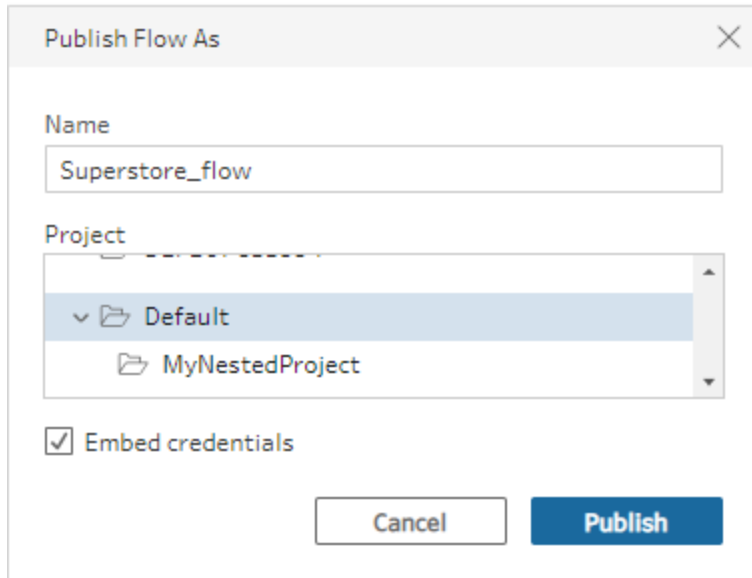 Publish Flow As
Name
Superstore_flow
Project
Default
MyNestedProject
Embed credentials
Cancel
Publish